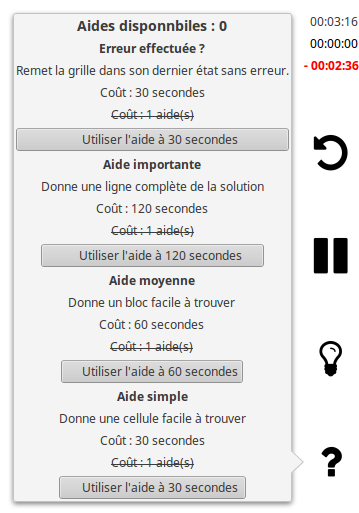 Aides disponnbiles : 0
Erreur effectuée ?
Remet la grille dans son dernier état sans erreur.
Coût : 30 secondes
Coût : 1 aide(s)
Utiliser l'aide à 30 secondes
Aide importante
Donne une ligne complète de la solution
Coût : 120 secondes
Coût : 1 aide(s)
Utiliser l'aide à 120 secondes
Aide moyenne
Donne un bloc facile à trouver
Coût : 60 secondes
Coût : 1 aide(s)
Utiliser l'aide à 60 secondes
Aide simple
Donne une cellule facile à trouver
Coût : 30 secondes
Coût : 1 aide(s)
Utiliser l'aide à 30 secondes
00:03:16
00:00:00
- 00:02:36
?